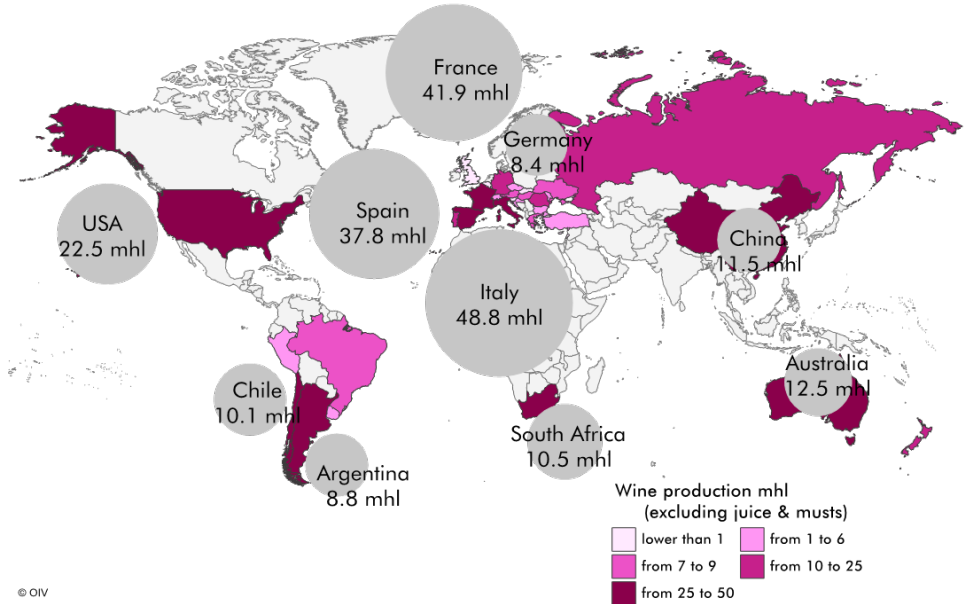 France
41.9 mhl
Germany
8.4 mhl
USA
22.5 mhl
Spain
37.8 mhl
China
11.5 mhl
Italy
48.8 mhl
Australia
12.5 mhl
Chile
10.1 mhl
South Africa
10.5 mhl
Argentina
8.8 mhl
Wine production mhl
(excluding juice & musts)
lower than 1
from 1 to 6
from 7 to 9
from 10 to 25
from 25 to 50
© OIV